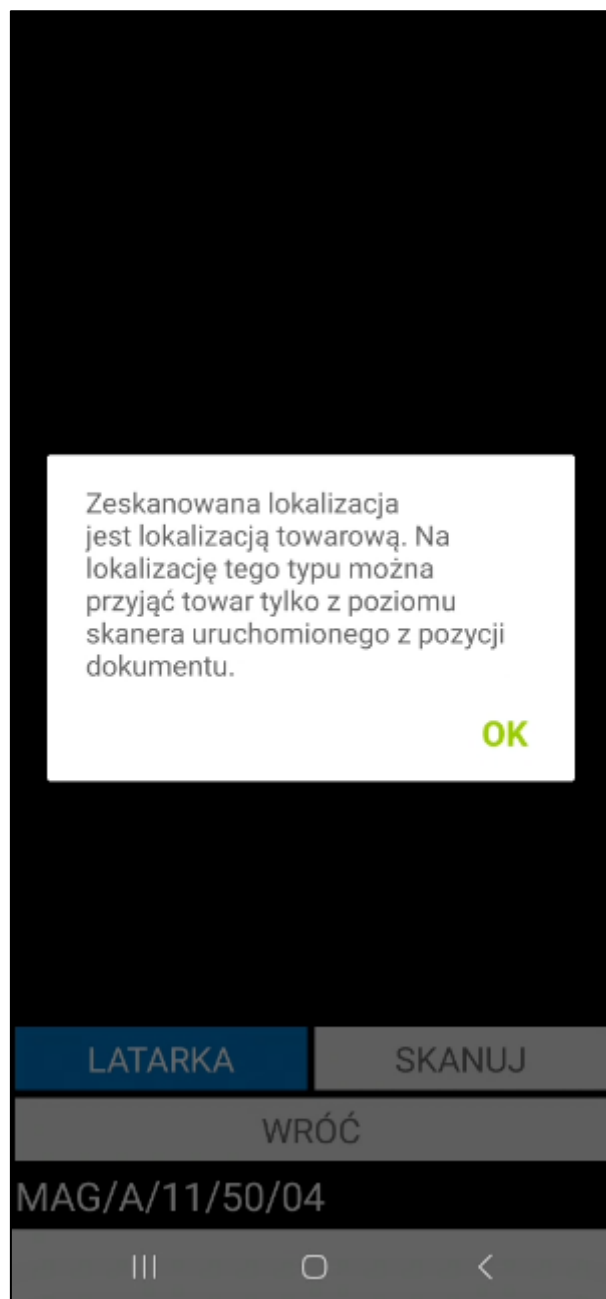 Zeskanowana lokalizacja
jest lokalizacją towarową. Na
lokalizację tego typu można
przyjąć towar tylko z poziomu
skanera uruchomionego z pozycji
dokumentu.
OK
LATARKA SKANUJ
WRÓĆ
MAG/A/11/50/04